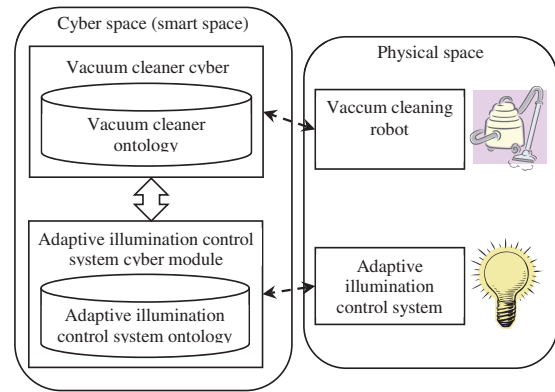 Cyber space (smart space)
Vacuum cleaner cyber
Vacuum cleaner
ontology
Adaptive illumination control
system cyber module
Adaptive illumination
control system ontology
Physical space
Vaccum cleaning
robot
Adaptive
illumination
control system